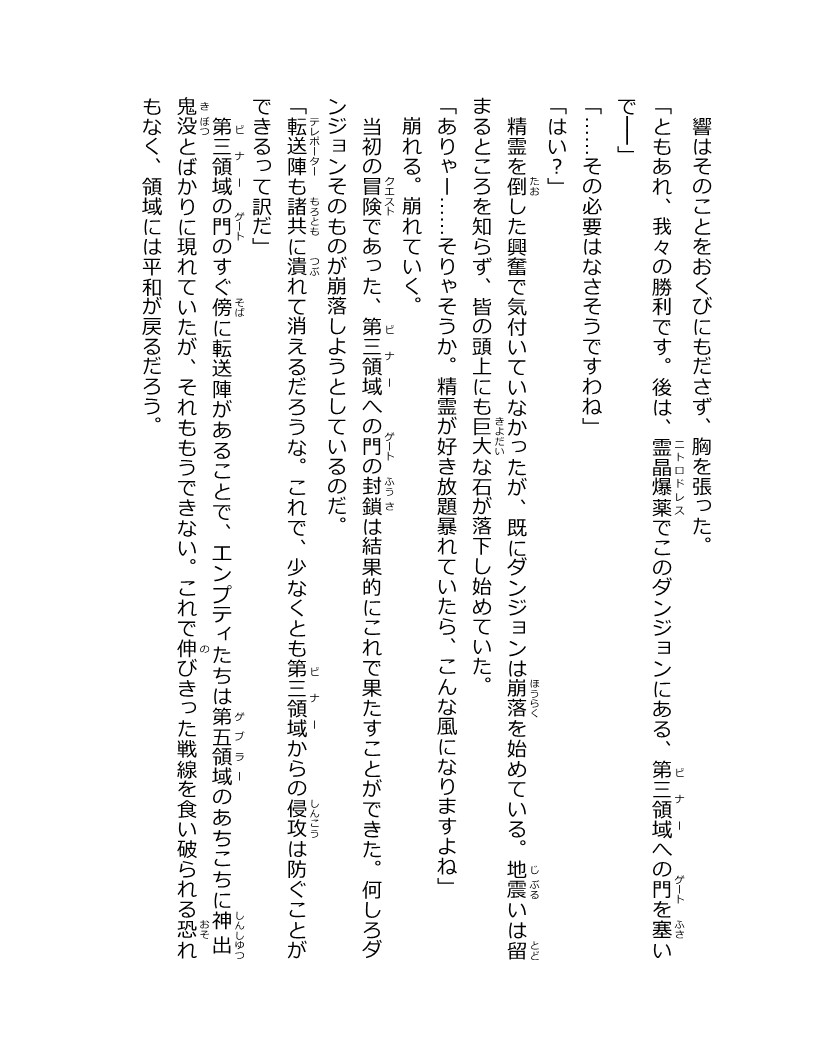 響はそのことをおくびにもださず、胸を張った。
「ともあれ、我々の勝利です。後は、霊晶爆薬でこのダンジョンにある、第三領域への門を塞い
で――」
「……その必要はなさそうですわね」
「はい？」
精霊を倒した興奮で気付いていなかったが、既にダンジョンは崩落を始めている。地震いは留
まるところを知らず、皆の頭上にも巨大な石が落下し始めていた。
「ありゃー……そりゃそうか。精霊が好き放題暴れていたら、こんな風になりますよね」
崩れる。崩れていく。
当初の冒険であった、第三領域への門の封鎖は結果的にこれで果たすことができた。何しろダ
ンジョンそのものが崩落しようとしているのだ。
「転送陣も諸共に潰れて消えるだろうな。これで、少なくとも第三領域からの侵攻は防ぐことが
できるって訳だ」
第三領域の門のすぐ傍に転送陣があることで、エンプティたちは第五領域のあちこちに神出
鬼没とばかりに現れていたが、それももうできない。これで伸びきった戦線を食い破られる恐れ
もなく、領域には平和が戻るだろう。